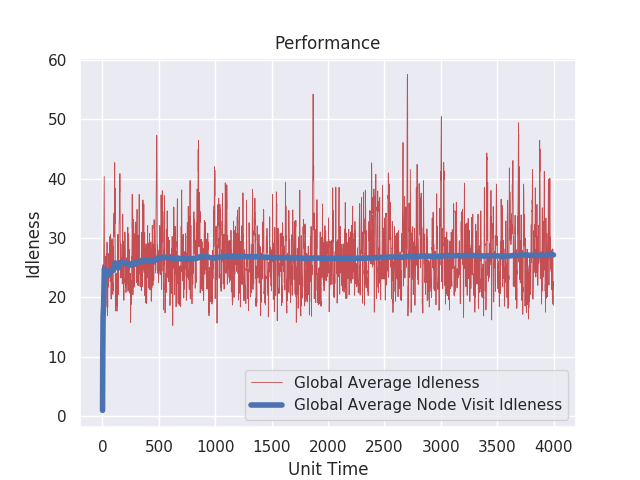 Performance
60
50
40
30
20
10
0
Idleness
0 500 1000 1500 2000 2500 3000 3500 4000
Unit Time
Global Average Idleness
Global Average Node Visit Idleness